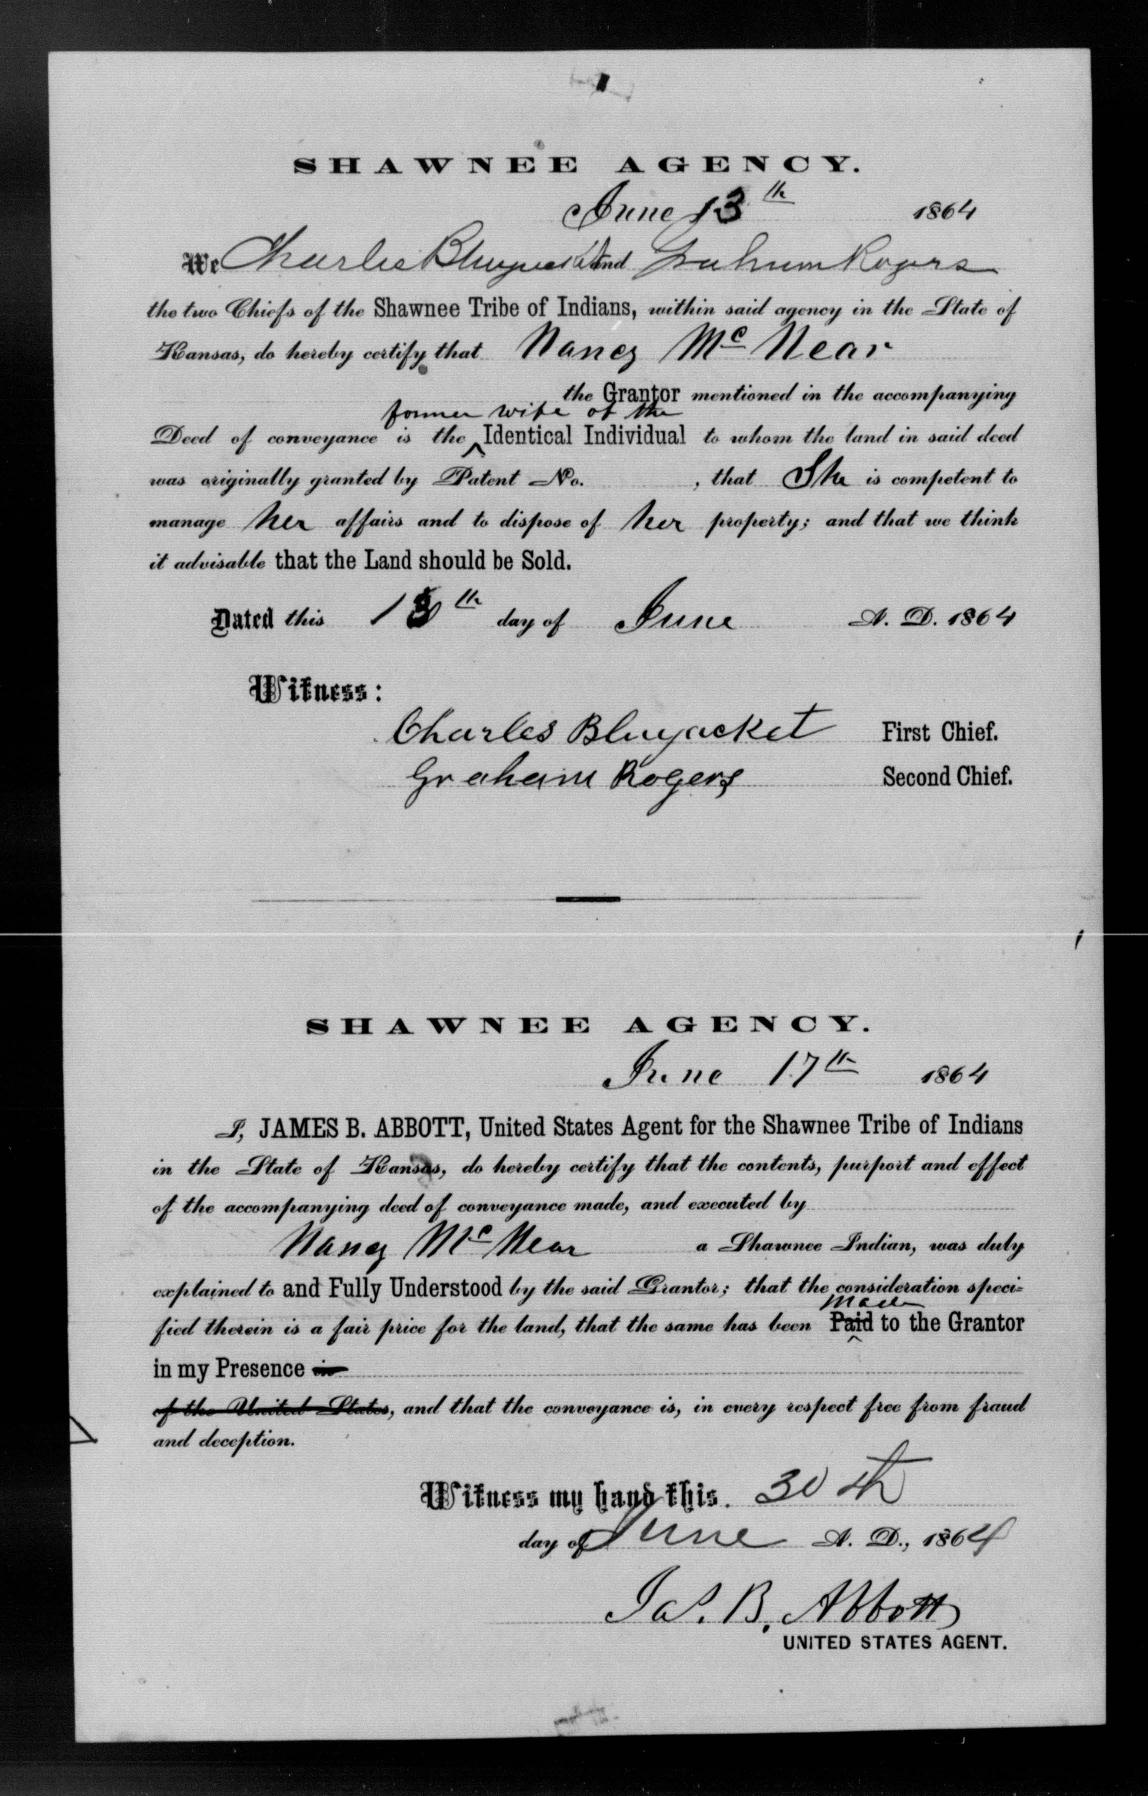 SHAWNEE AGENCY.
June 13th 1864
We Charles Bluejacket and Graham Rogers
the two Chiefs of the Shawnee Tribe of Indians, within said agency in the State of
Kansas, do hereby certify that Nancy McNear
the Grantor mentioned in the accompanying
former wife of the
Deed of conveyance is the Identical Individual to whom the land in said deed
was originally granted by Patent No. , that She is competent to
manage her affairs and to dispose of her property; and that we think
it advisable that the Land should be Sold.
Dated this 13th day of June A. D. 1864
Witness:
Charles Bluejacket First Chief.
Graham Rogers Second Chief.
SHAWNEE AGENCY.
June 17th 1864
I, JAMES B. ABBOTT, United States Agent for the Shawnee Tribe of Indians
in the State of Kansas, do hereby certify that the contents, purport and effect
of the accompanying deed of conveyance made, and executed by
Nancy McNear a Shawnee Indian, was duly
explained to and Fully Understood by the said Grantor; that the consideration speci=
made
fied therein is a fair price for the land, that the same has been Paid to the Grantor
in my Presence in
of the United States, and that the conveyance is, in every respect free from fraud
and deception.
Witness my hand this. 30th
day of June A. D., 1864
Jas. B. Abbott
UNITED STATES AGENT.